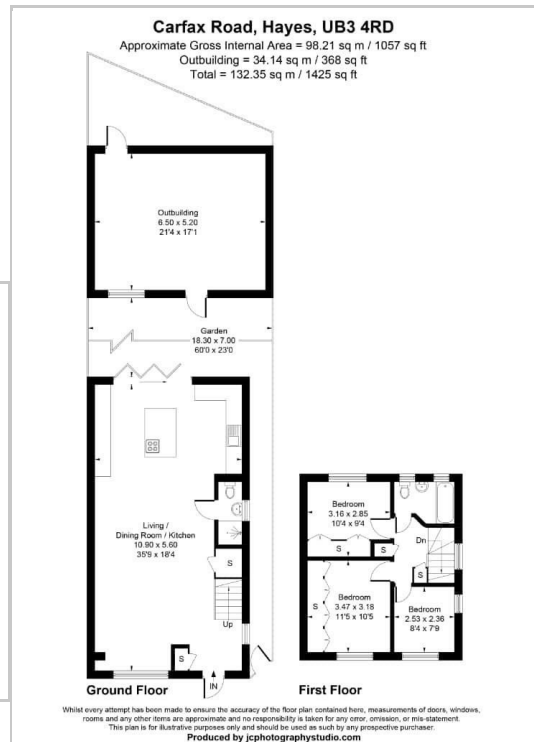 Carfax Road, Hayes, UB3 4RD
Approximate Gross Internal Area = 98.21 sq m / 1057 sq ft
Outbuilding = 34.14 sq m / 368 sq ft
Total = 132.35 sq m / 1425 sq ft
Outbuilding
6.50 x 5.20
21'4 x 17'1
Garden
18.30 x 7.00
60'0 x 23'0
Living /
Dining Room / Kitchen
10.90 x 5.60
35'9 x 18'4
S
Up
S
IN
Ground Floor
Bedroom
3.16 x 2.85
10'4 x 9'4
S
S
Dn
S
S
Bedroom
3.47 x 3.18
11'5 x 10'5
Bedroom
2.53 x 2.36
8'4 x 7'9
First Floor
Whilst every attempt has been made to ensure the accuracy of the floor plan contained here, measurements of doors, windows,
rooms and any other items are approximate and no responsibility is taken for any error, omission, or mis-statement.
This plan is for illustrative purposes only and should be used as such by any prospective purchaser.
Produced by jcphotographystudio.com